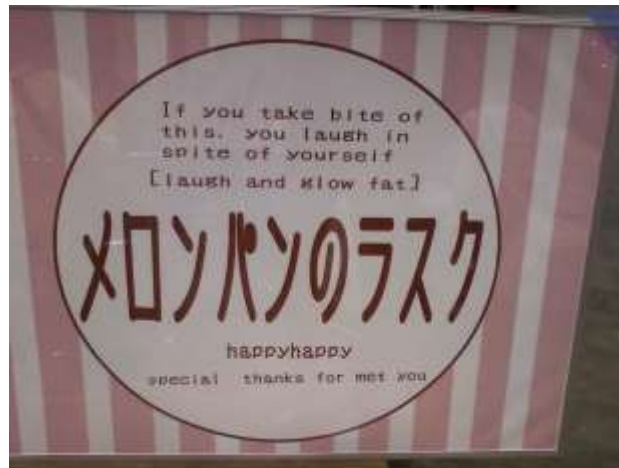 If you take bite of
this. you laugh in
spite of yourself
[laugh and glow fat]
メロンパンのラスク
happyhappy
special thanks for met you